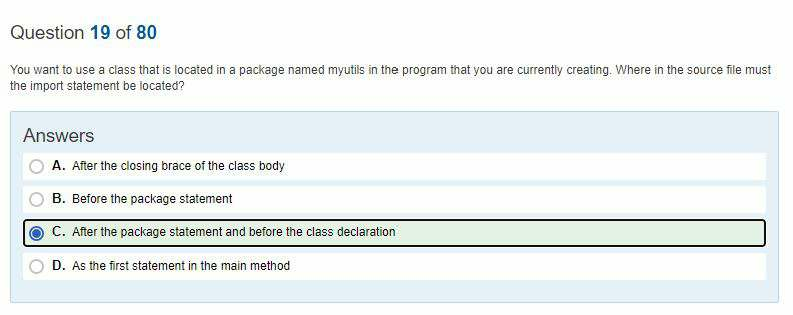 Question 19 of 80
You want to use a class that is located in a package named myutils in the program that you are currently creating. Where in the source file must
the import statement be located?
Answers
A. After the closing brace of the class body
B. Before the package statement
C. After the package statement and before the class declaration
D. As the first statement in the main method